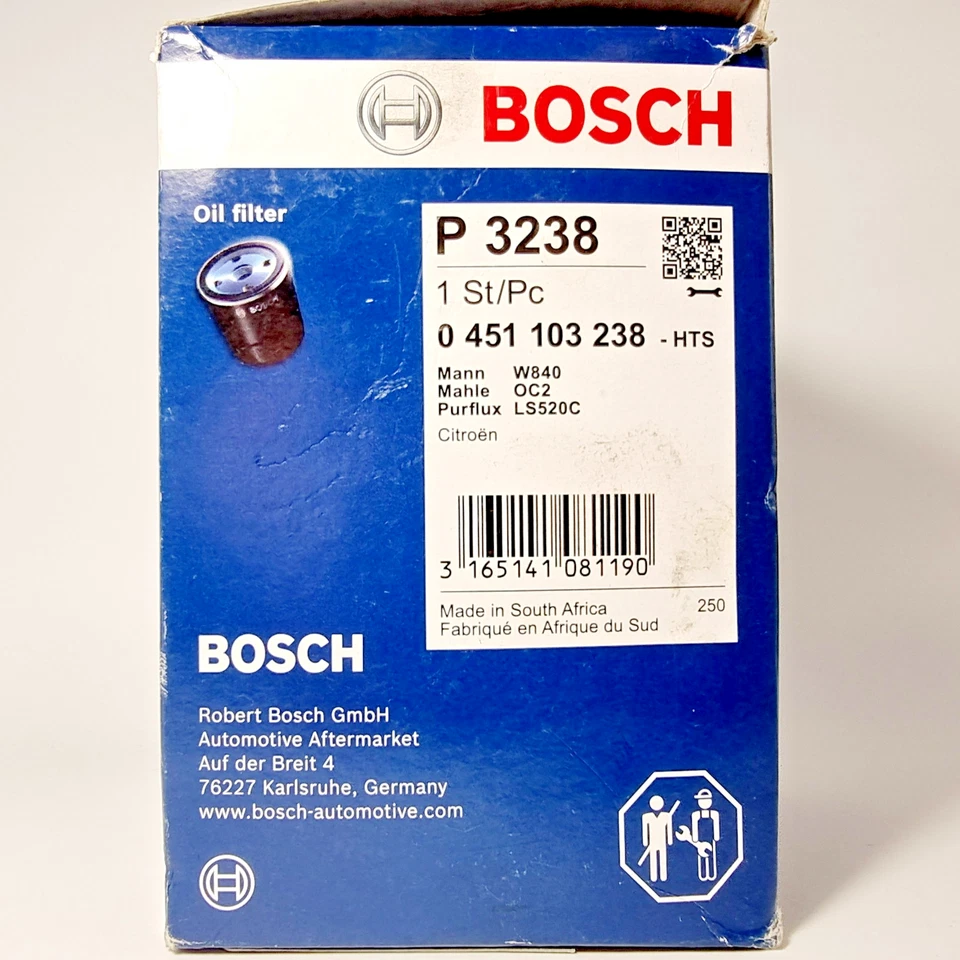 BOSCH
Oil filter
P 3238
1 St/Pc
0 451 103 238 - HTS
Mann W840
Mahle OC2
Purflux LS520C
Citroën
3 165141 081190
Made in South Africa 250
Fabriqué en Afrique du Sud
BOSCH
Robert Bosch GmbH
Automotive Aftermarket
Auf der Breit 4
76227 Karlsruhe, Germany
www.bosch-automotive.com